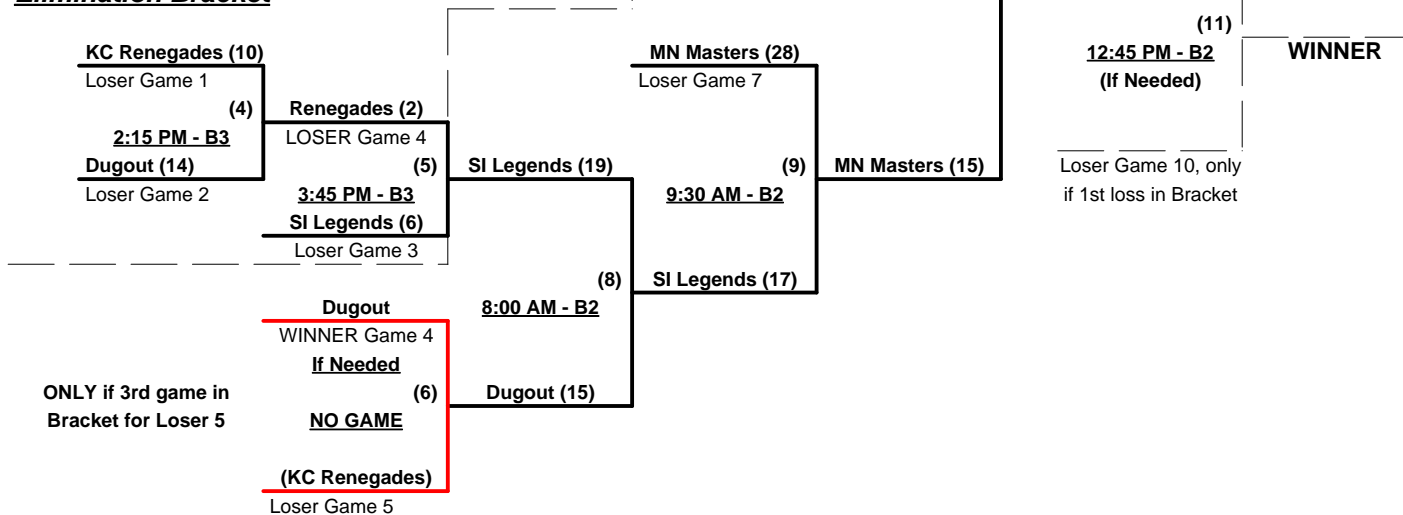 Elimination Bracket
KC Renegades (10)
Loser Game 1
(4)
2:15 PM - B3
Dugout (14)
Loser Game 2
Renegades (2)
LOSER Game 4
(5)
3:45 PM - B3
SI Legends (6)
Loser Game 3
SI Legends (19)
Dugout
WINNER Game 4
If Needed
(6)
NO GAME
(KC Renegades)
Loser Game 5
ONLY if 3rd game in
Bracket for Loser 5
(8)
8:00 AM - B2
Dugout (15)
MN Masters (28)
Loser Game 7
(9)
9:30 AM - B2
SI Legends (17)
MN Masters (15)
(11)
12:45 PM - B2
(If Needed)
WINNER
Loser Game 10, only
if 1st loss in Bracket